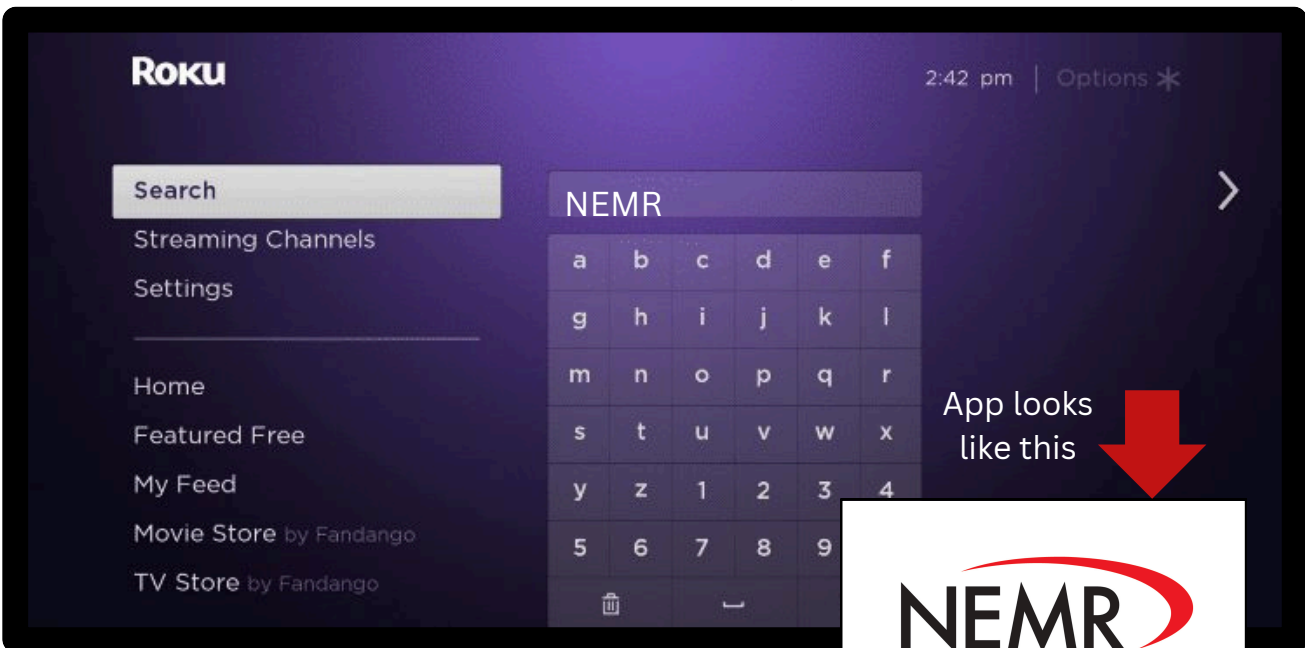 Roku
2:42 pm | Options
Search
Streaming Channels
Settings
Home
Featured Free
My Feed
Movie Store by Fandango
TV Store by Fandango
NEMR
a b c d e f
g h i j k l
m n o p q r
s t u v w x
y z 1 2 3 4
5 6 7 8 9
App looks
like this
NEMR